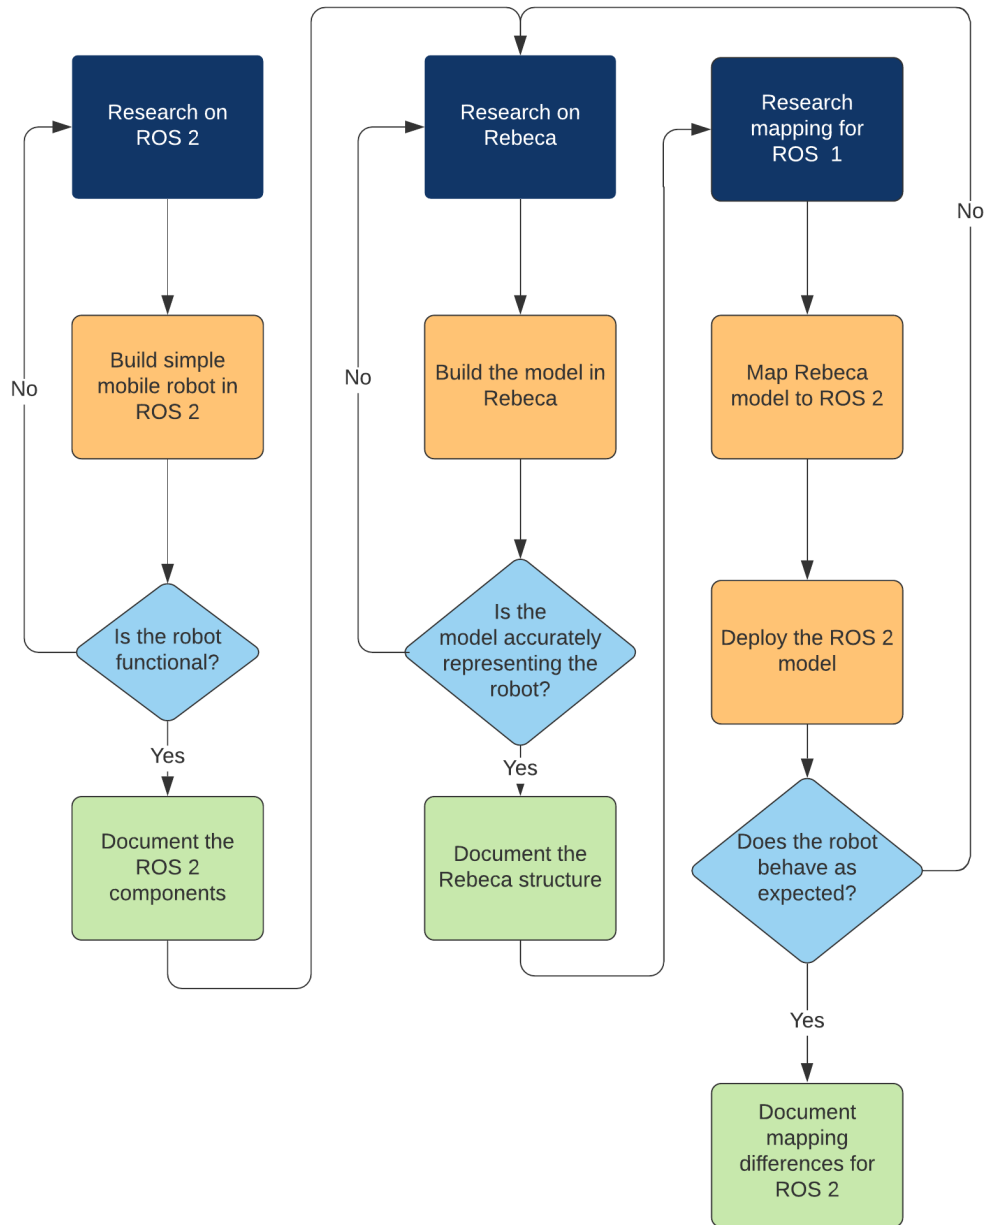 Research on
ROS 2
Build simple
mobile robot in
ROS 2
No
Is the robot
functional?
Yes
Document the
ROS 2
components
Research on
Rebeca
Build the model in
Rebeca
No
Is the
model accurately
representing the
robot?
Yes
Document the
Rebeca structure
Research
mapping for
ROS  1
Map Rebeca
model to ROS 2
Deploy the ROS 2
model
Does the robot
behave as
expected?
No
Yes
Document
mapping
differences for
ROS 2